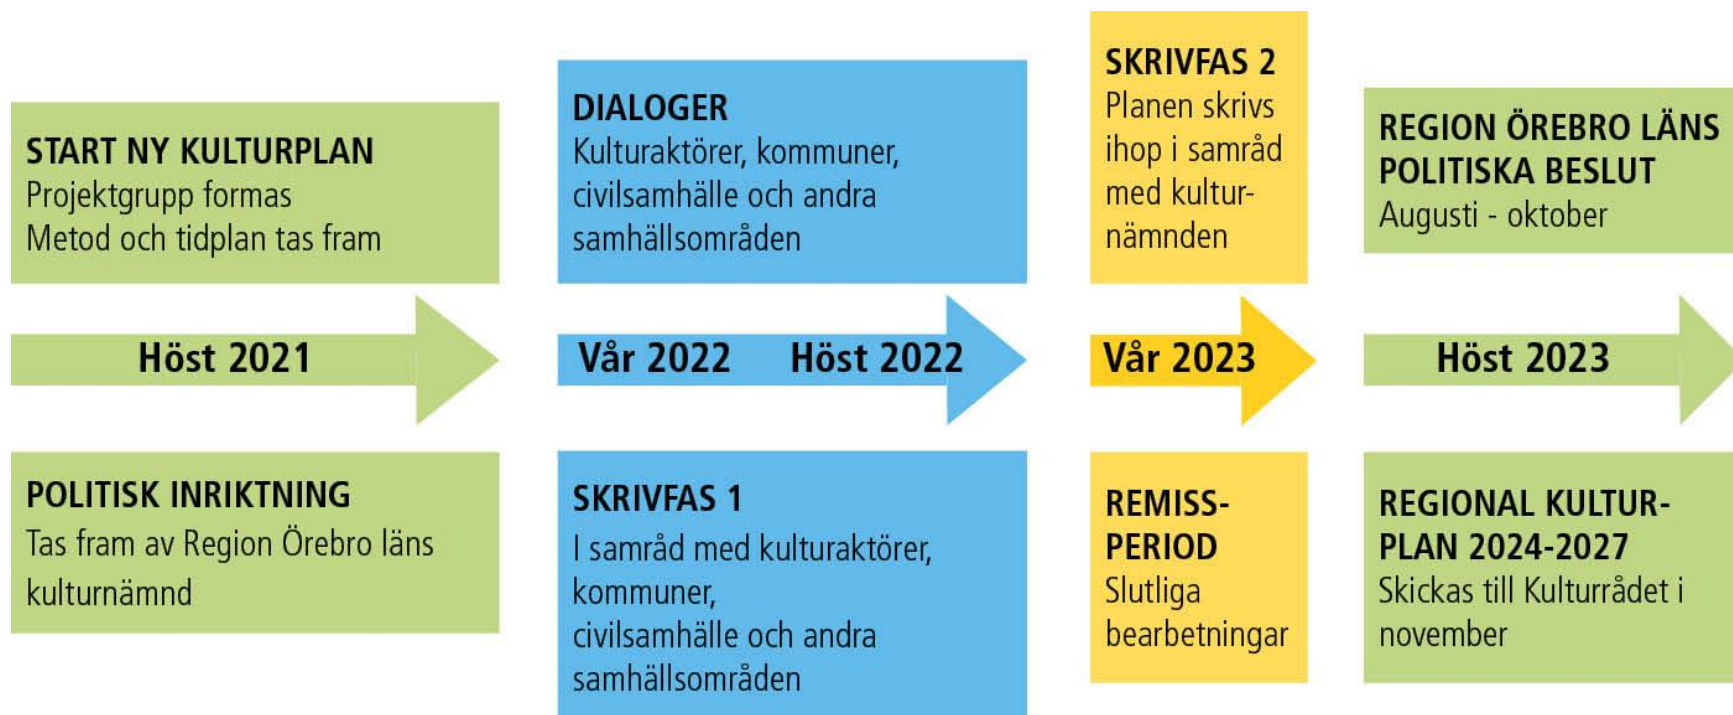 START NY KULTURPLAN
Projektgrupp formas
Metod och tidplan tas fram
DIALOGER
Kulturaktörer, kommuner,
civilsamhälle och andra
samhällsområden
SKRIVFAS 2
Planen skrivs
ihop i samråd
med kultur-
nämnden
REGION ÖREBRO LÄNS
POLITISKA BESLUT
Augusti - oktober
Höst 2021
Vår 2022 Höst 2022
Vår 2023
Höst 2023
POLITISK INRIKTNING
Tas fram av Region Örebro läns
kulturnämnd
SKRIVFAS 1
I samråd med kulturaktörer,
kommuner,
civilsamhälle och andra
samhällsområden
REMISS-
PERIOD
Slutliga
bearbetningar
REGIONAL KULTUR-
PLAN 2024-2027
Skickas till Kulturrådet i
november